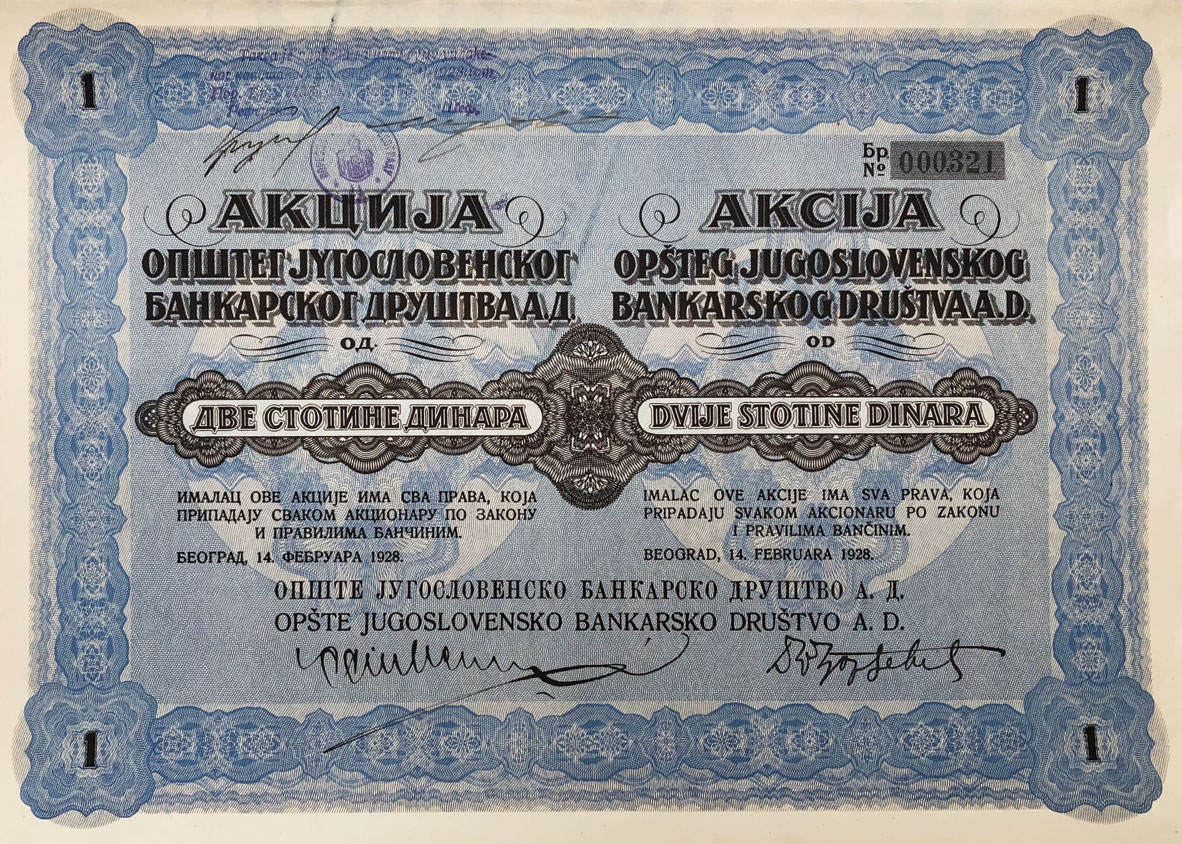 1
1
Бр
№ 000321
АКЦИЈА
ОПШТЕГ ЈУГОСЛОВЕНСКОГ
БАНКАРСКОГ ДРУШТВА А.Д.
ОД
ДВЕ СТОТИНЕ ДИНАРА
ИМАЛАЦ ОВЕ АКЦИЈЕ ИМА СВА ПРАВА, КОЈА
ПРИПАДАЈУ СВАКОМ АКЦИОНАРУ ПО ЗАКОНУ
И ПРАВИЛИМА БАНЧИНИМ.
БЕОГРАД, 14. ФЕБРУАРА 1928.
AKCIJA
OPŠTEG JUGOSLOVENSKOG
BANKARSKOG DRUŠTVA A.D.
OD
DVIJE STOTINE DINARA
IMALAC OVE AKCIJE IMA SVA PRAVA, KOJA
PRIPADAJU SVAKOM AKCIONARU PO ZAKONU
I PRAVILIMA BANČINIM.
BEOGRAD, 14. FEBRUARA 1928.
ОПШТЕ ЈУГОСЛОВЕНСКО БАНКАРСКО ДРУШТВО А. Д.
OPŠTE JUGOSLOVENSKO BANKARSKO DRUŠTVO A. D.
1
1